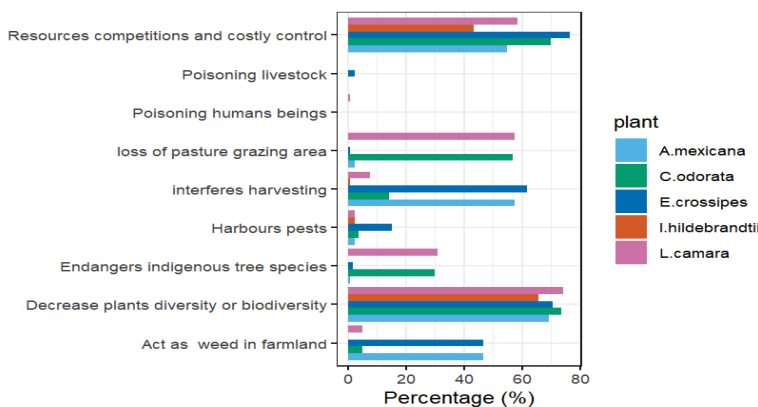 Resources competitions and costly control
Poisoning livestock
Poisoning humans beings
loss of pasture grazing area
interferes harvesting
Harbours pests
Endangers indigenous tree species
Decrease plants diversity or biodiversity
Act as weed in farmland
0 20 40 60 80
Percentage (%)
plant
A.mexicana
C.odorata
E.crossipes
I.hildebrandtii
L.camara